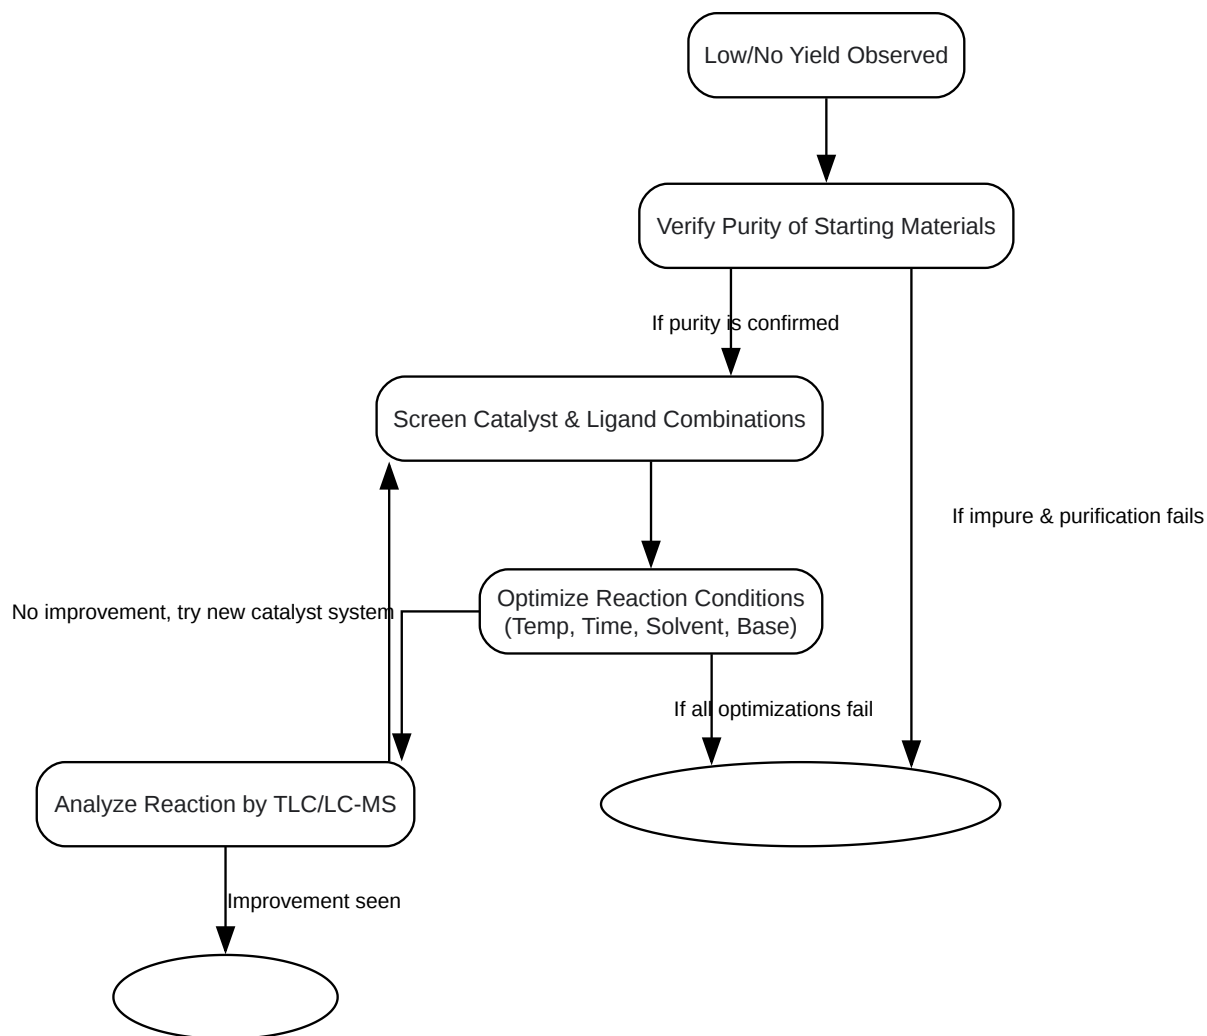 Low/No Yield Observed
Verify Purity of Starting Materials
If purity is confirmed
Screen Catalyst & Ligand Combinations
If impure & purification fails
Optimize Reaction Conditions
(Temp, Time, Solvent, Base)
No improvement, try new catalyst system
If all optimizations fail
Analyze Reaction by TLC/LC-MS
Improvement seen